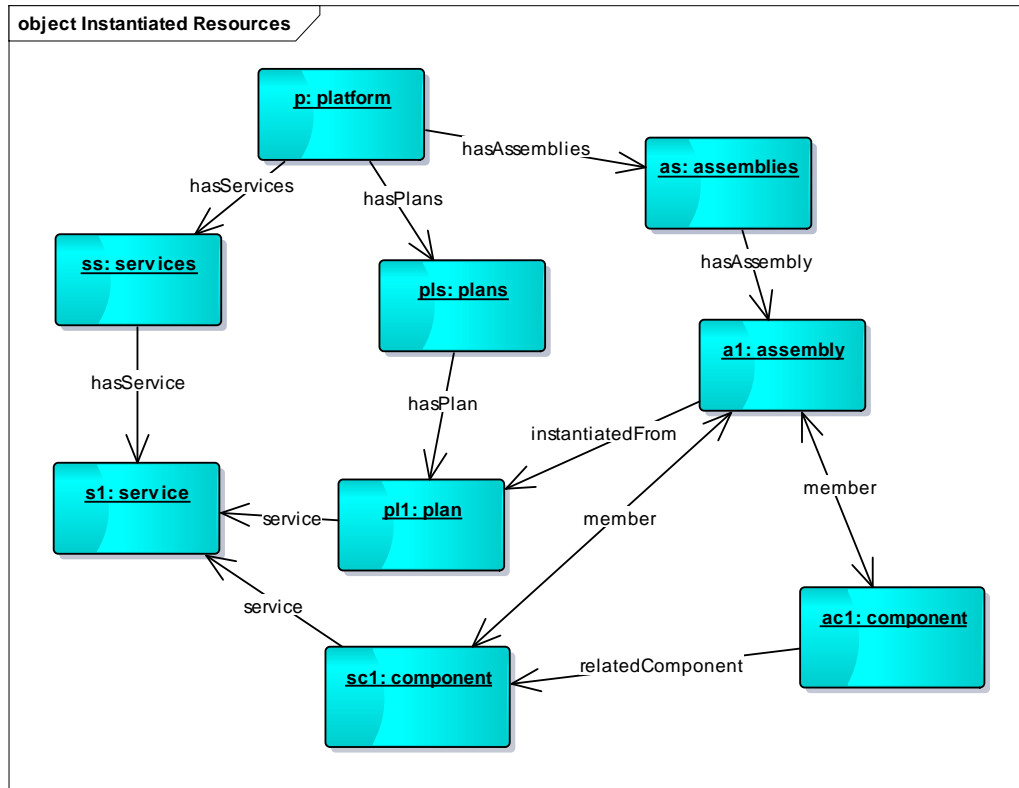 object Instantiated Resources
p: platform
hasAssemblies
as: assemblies
hasServices
hasPlans
ss: services
pls: plans
hasAssembly
a1: assembly
hasService
hasPlan
instantiatedFrom
s1: service
pl1: plan
service
member
member
service
ac1: component
sc1: component
relatedComponent